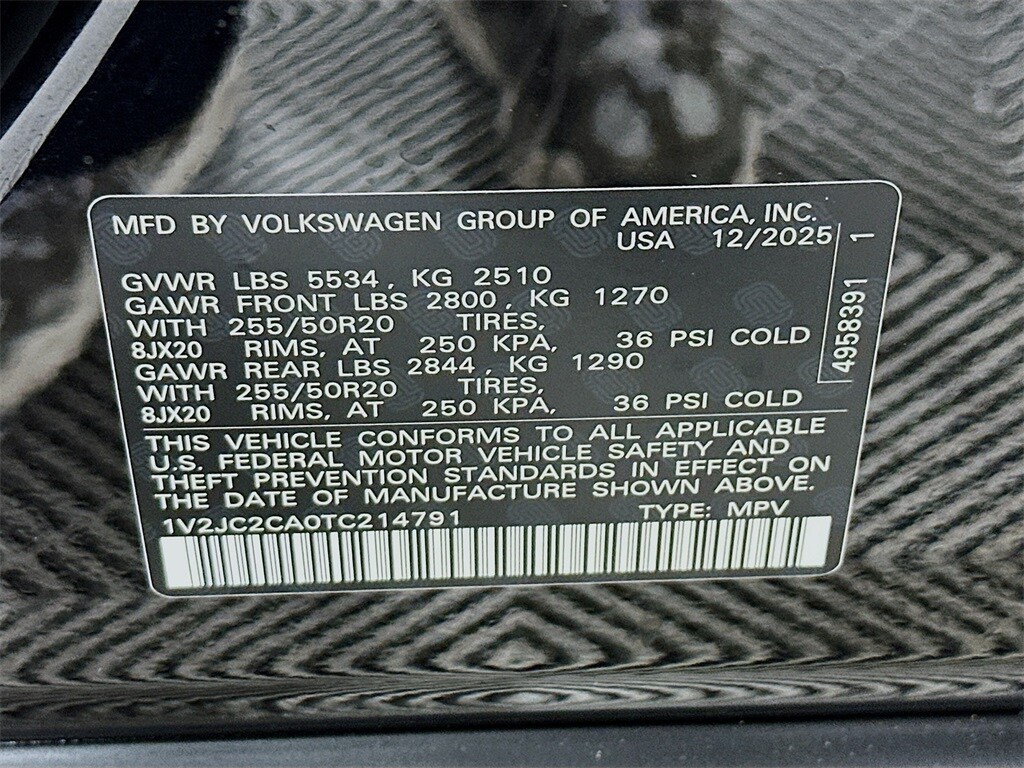 MFD BY VOLKSWAGEN GROUP OF AMERICA, INC.
USA 12/2025
GVWR LBS 5534, KG 2510
GAWR FRONT LBS 2800, KG 1270
WITH 255/50R20 TIRES,
8JX20 RIMS, AT 250 KPA, 36 PSI COLD
GAWR REAR LBS 2844, KG 1290
WITH 255/50R20 TIRES,
8JX20 RIMS, AT 250 KPA, 36 PSI COLD
4958391 1
THIS VEHICLE CONFORMS TO ALL APPLICABLE
U.S. FEDERAL MOTOR VEHICLE SAFETY AND
THEFT PREVENTION STANDARDS IN EFFECT ON
THE DATE OF MANUFACTURE SHOWN ABOVE.
1V2JC2CA0TC214791 TYPE: MPV